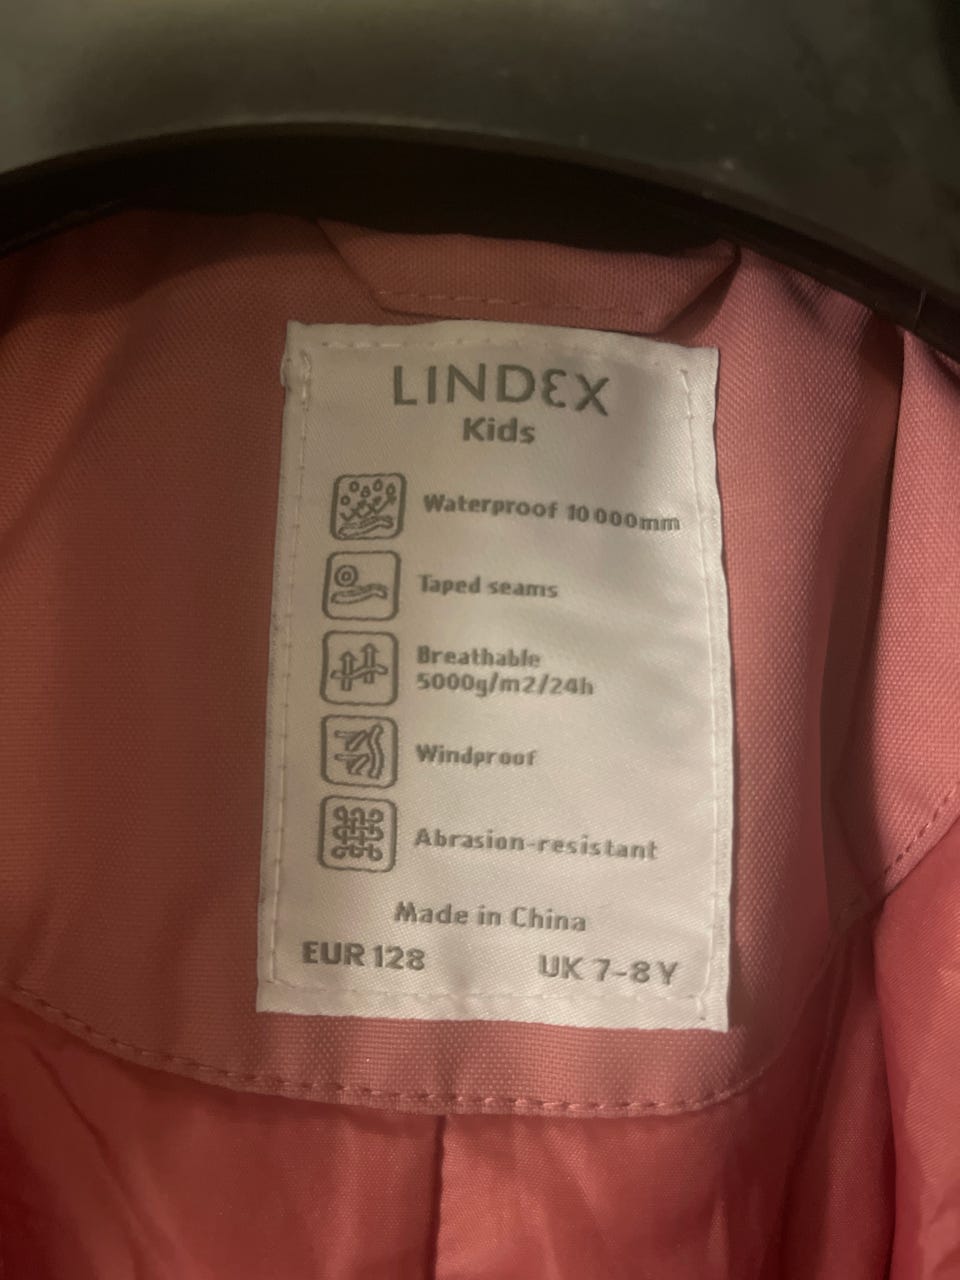 LINDEX
Kids
Waterproof 10 000mm
Taped seams
Breathable
5000g/m2/24h
Windproof
Abrasion-resistant
Made in China
EUR 128 UK 7-8 Y